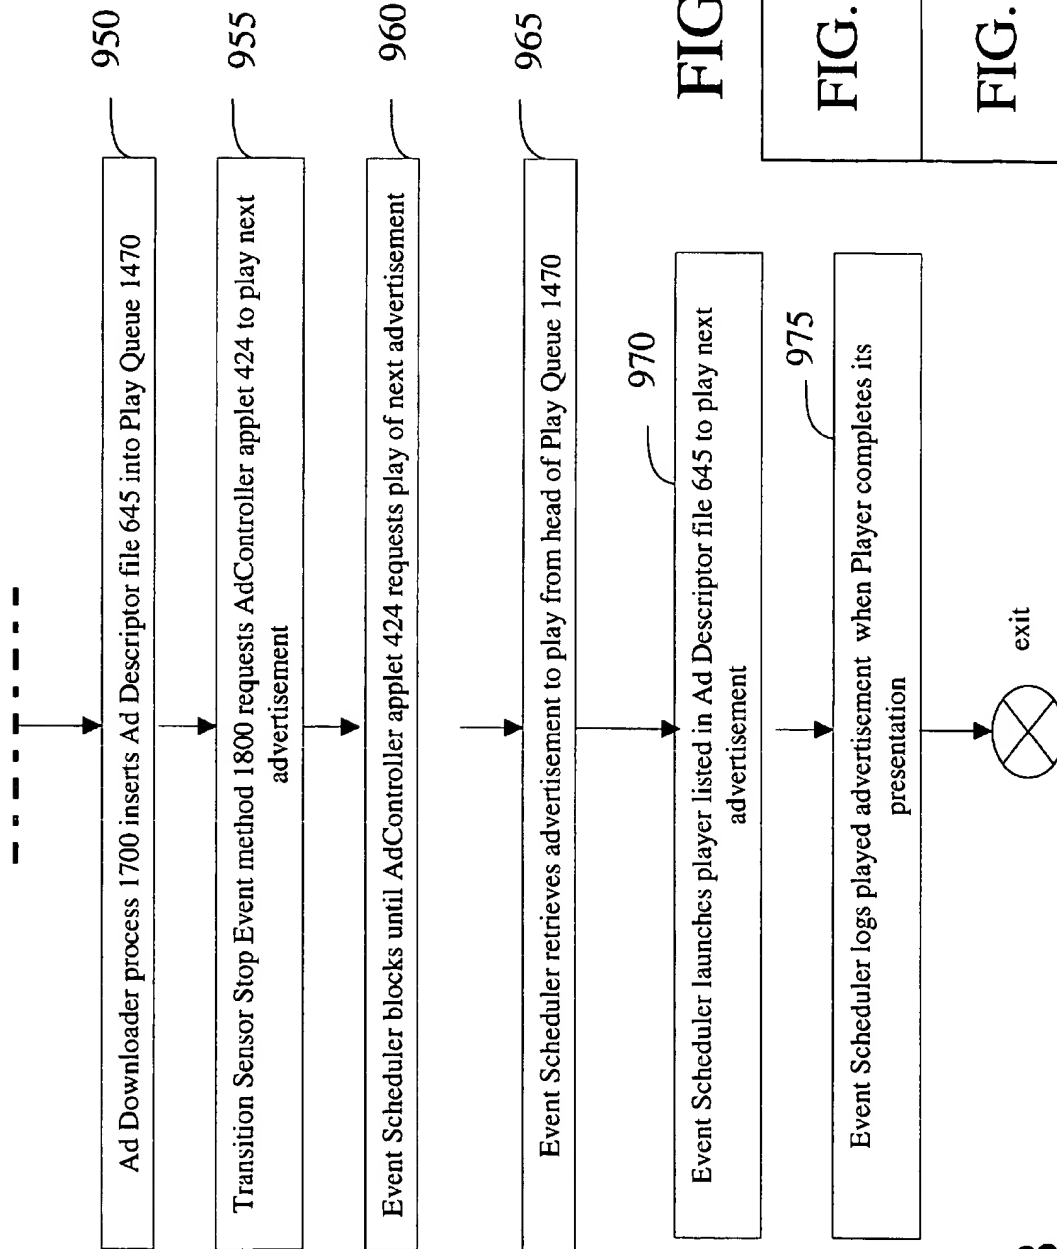 950
Ad Downloader process 1700 inserts Ad Descriptor file 645 into Play Queue 1470
955
Transition Sensor Stop Event method 1800 requests AdController applet 424 to play next
advertisement
960
Event Scheduler blocks until AdController applet 424 requests play of next advertisement
965
Event Scheduler retrieves advertisement to play from head of Play Queue 1470
970
Event Scheduler launches player listed in Ad Descriptor file 645 to play next
advertisement
975
Event Scheduler logs played advertisement when Player completes its
presentation
exit
FIG
FIG.
FIG.